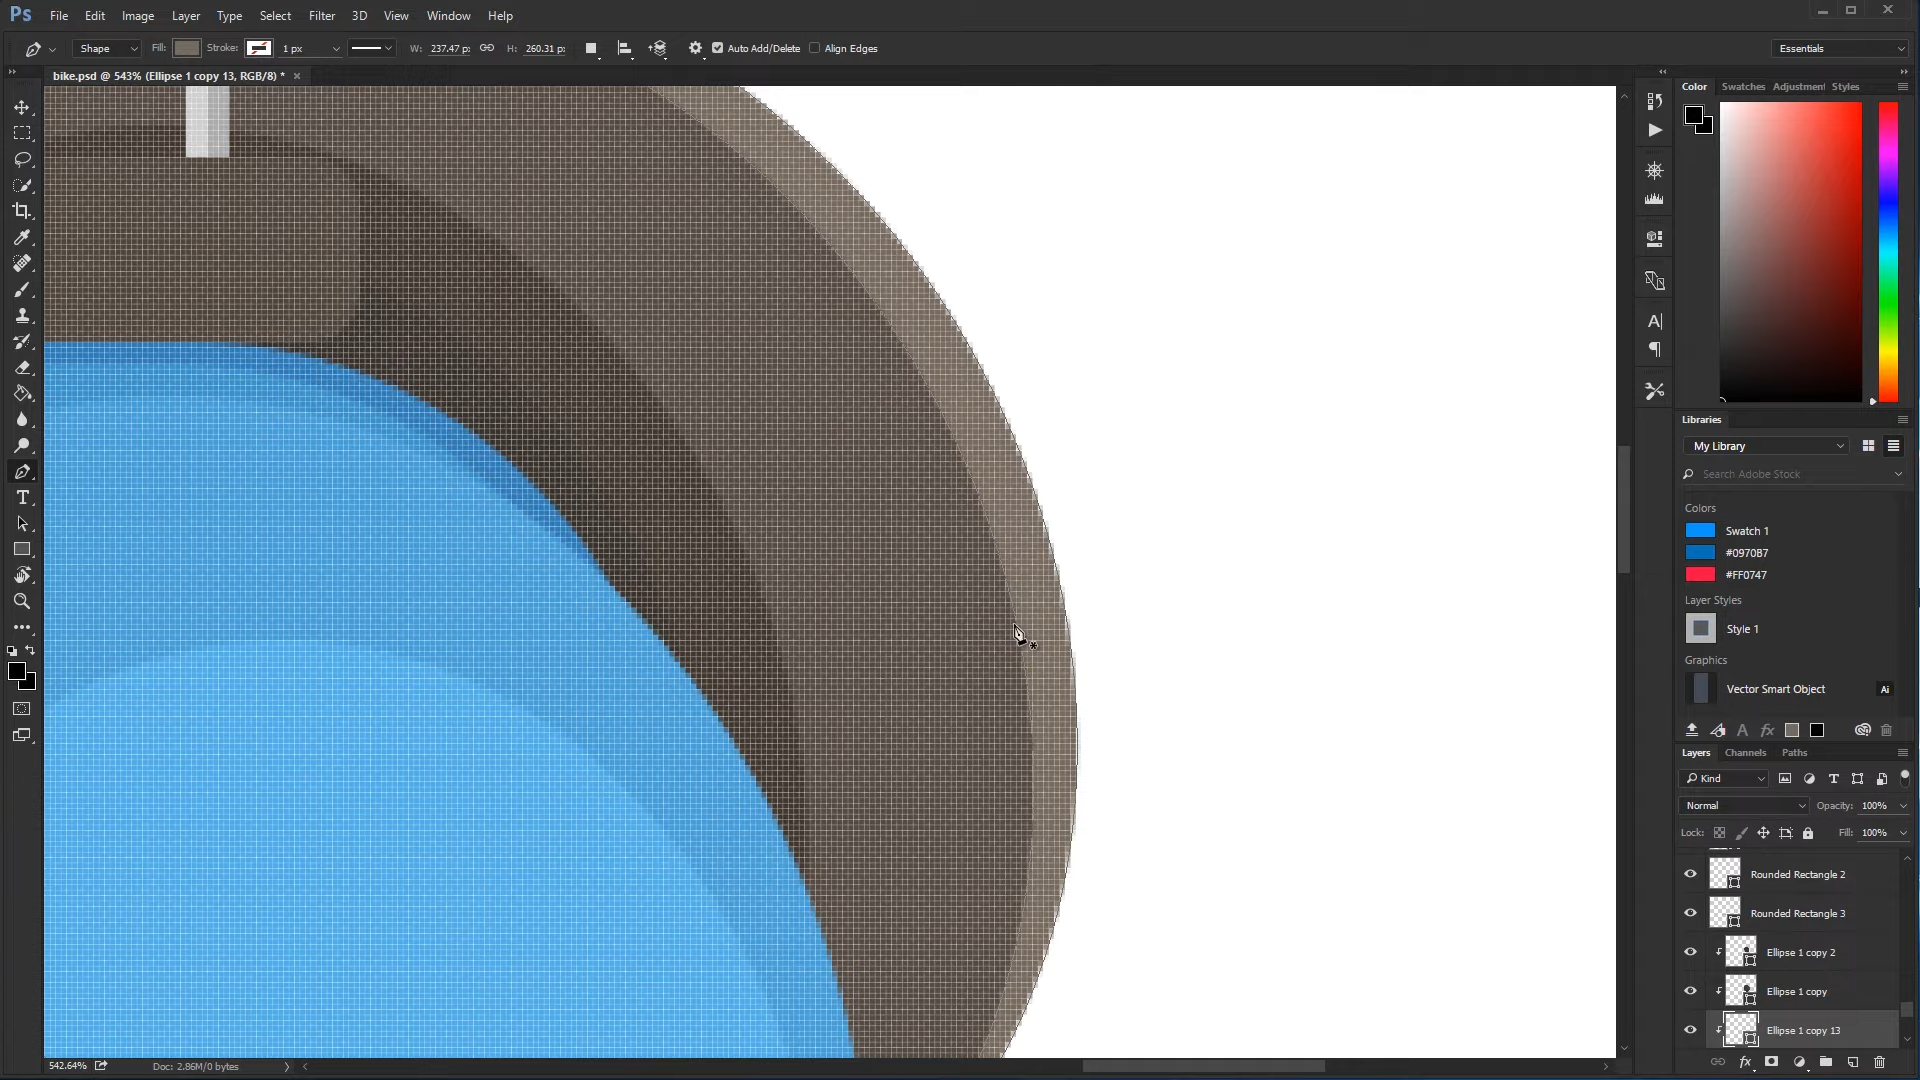 Ps File Edit Image Layer Type Select Filter 3D View Window Help
Shape Fill: Stroke: 1 px W: 237.47 p: H: 260.31 p: Auto Add/Delete Align Edges Essentials
bike.psd @ 543% (Ellipse 1 copy 13, RGB/8) *
Color Swatches Adjustment Styles
Libraries
My Library
Search Adobe Stock
Colors
Swatch 1
#0970B7
#FF0747
Layer Styles
Style 1
Graphics
Vector Smart Object Ai
Layers Channels Paths
Kind
Normal Opacity: 100%
Lock: Fill: 100%
Rounded Rectangle 2
Rounded Rectangle 3
Ellipse 1 copy 2
Ellipse 1 copy
Ellipse 1 copy 13
542.64% Doc: 2.86M/0 bytes